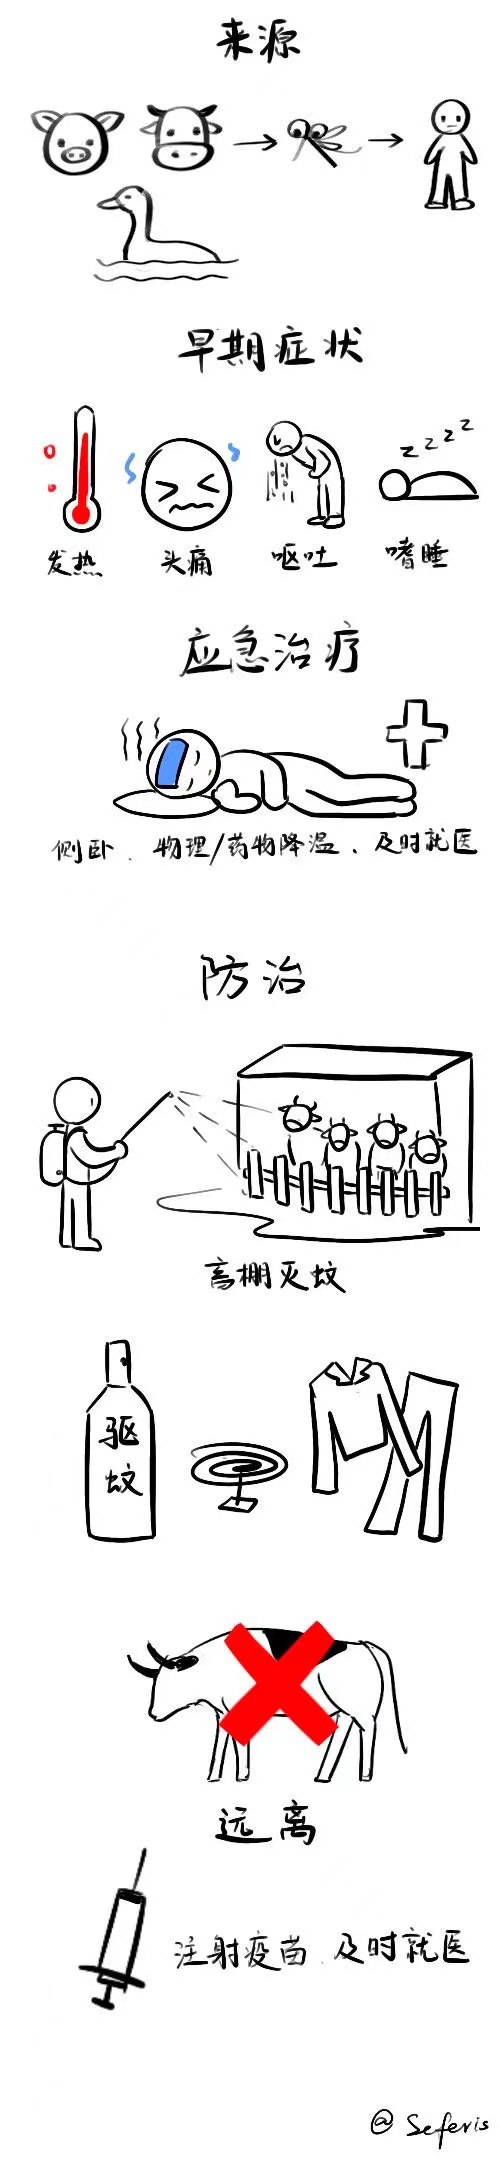 来源
早期症状
z z z z
发热 头痛 呕吐 嗜睡
应急治疗
侧卧、物理/药物降温、及时就医
防治
畜棚灭蚊
驱
蚊
远离
注射疫苗、及时就医
@ Seferis